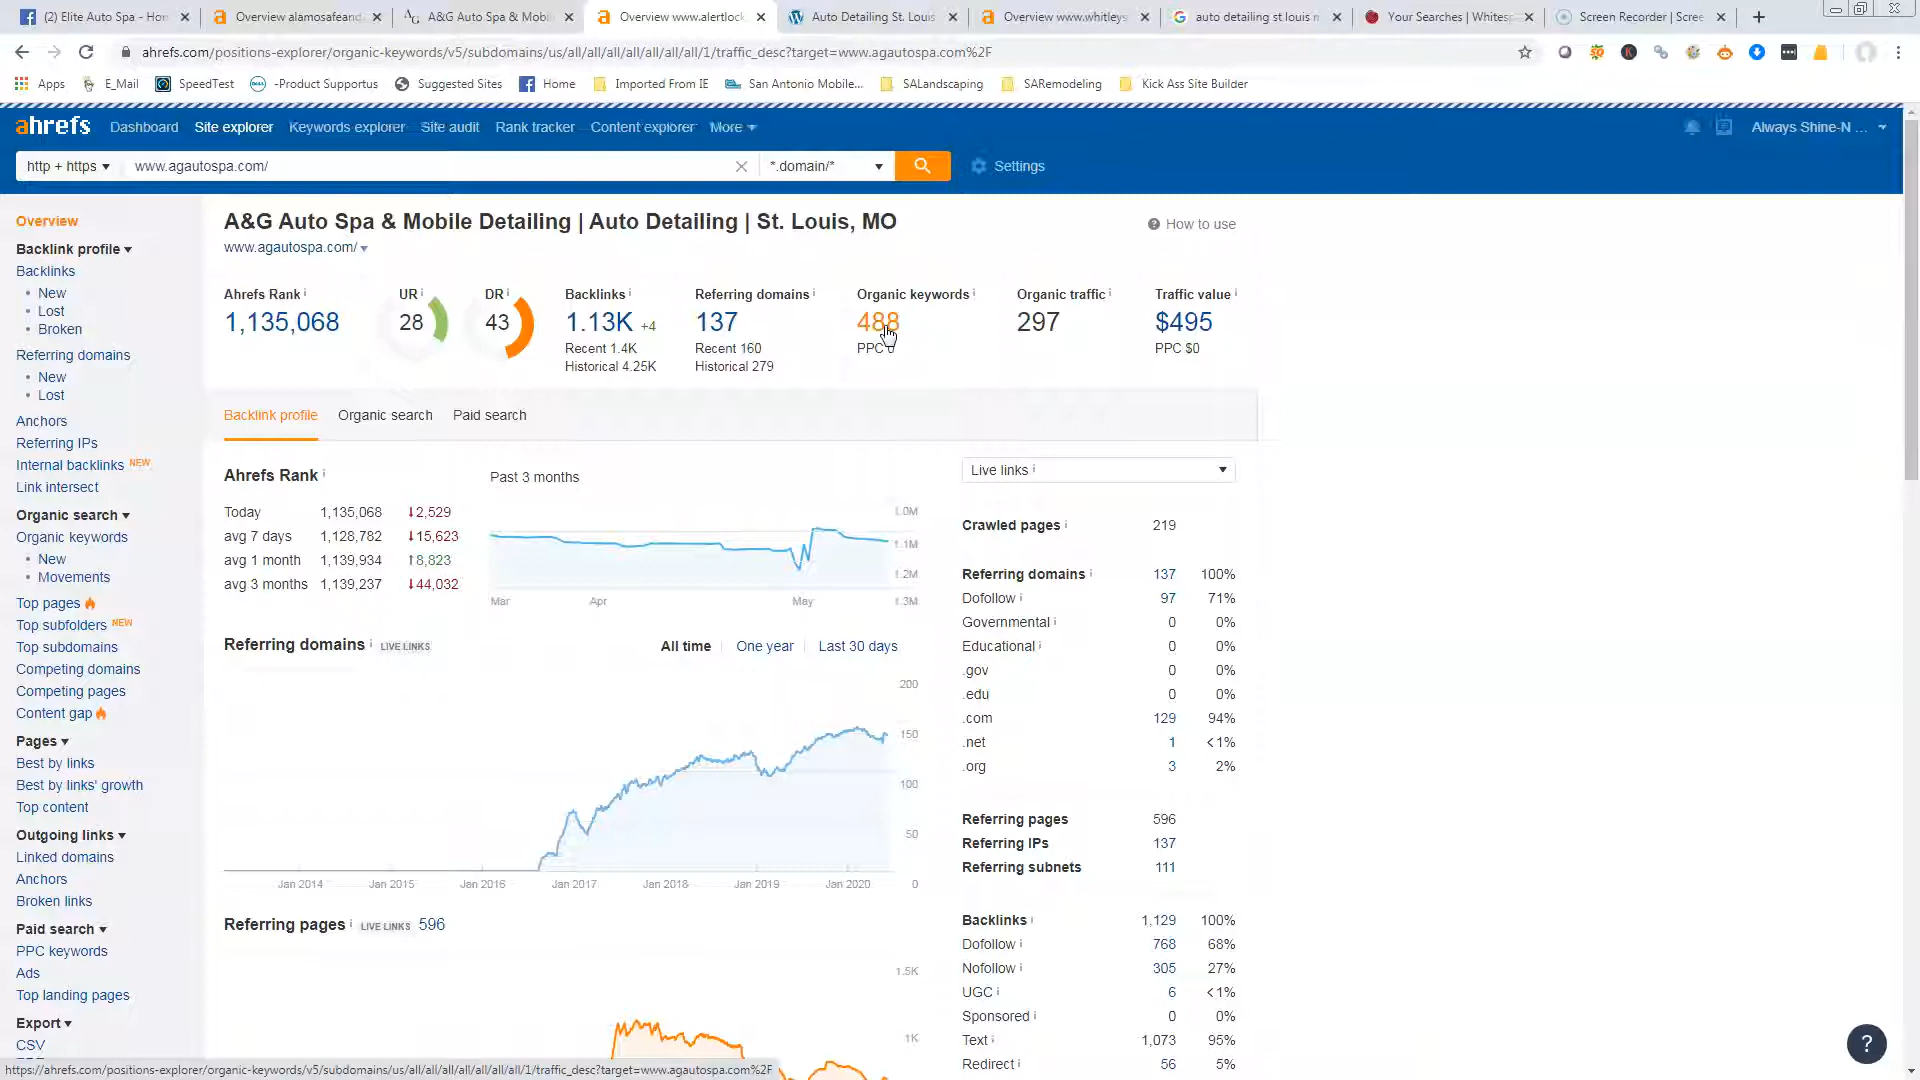 (2) Elite Auto Spa - Hom
Overview alamosafeand
A&G Auto Spa & Mobil
Overview www.alertlock
Auto Detailing St. Louis
Overview www.whitleys
auto detailing st louis m
Your Searches | Whitesp
Screen Recorder | Scree
ahrefs.com/positions-explorer/organic-keywords/v5/subdomains/us/all/all/all/all/all/all/all/1/traffic_desc?target=www.agautospa.com%2F
Apps
E_Mail
SpeedTest
-Product Supportus
Suggested Sites
Home
Imported From IE
San Antonio Mobile...
SALandscaping
SARemodeling
Kick Ass Site Builder
ahrefs
Dashboard
Site explorer
Keywords explorer
Site audit
Rank tracker
Content explorer
More
Always Shine-N ...
http + https
www.agautospa.com/
*.domain/*
Settings
Overview
Backlink profile
Backlinks
New
Lost
Broken
Referring domains
New
Lost
Anchors
Referring IPs
Internal backlinks NEW
Link intersect
Organic search
Organic keywords
New
Movements
Top pages
Top subfolders NEW
Top subdomains
Competing domains
Competing pages
Content gap
Pages
Best by links
Best by links' growth
Top content
Outgoing links
Linked domains
Anchors
Broken links
Paid search
PPC keywords
Ads
Top landing pages
Export
CSV
A&G Auto Spa & Mobile Detailing | Auto Detailing | St. Louis, MO
How to use
www.agautospa.com/
Ahrefs Rank
1,135,068
UR
28
DR
43
Backlinks
1.13K +4
Recent 1.4K
Historical 4.25K
Referring domains
137
Recent 160
Historical 279
Organic keywords
488
PPC 0
Organic traffic
297
Traffic value
$495
PPC $0
Backlink profile
Organic search
Paid search
Ahrefs Rank
Past 3 months
Today 1,135,068 ↓2,529
avg 7 days 1,128,782 ↓15,623
avg 1 month 1,139,934 ↑8,823
avg 3 months 1,139,237 ↓44,032
1.0M
1.1M
1.2M
1.3M
Mar
Apr
May
Referring domains LIVE LINKS
All time
One year
Last 30 days
200
150
100
50
0
Jan 2014
Jan 2015
Jan 2016
Jan 2017
Jan 2018
Jan 2019
Jan 2020
Referring pages LIVE LINKS 596
1.5K
1K
Live links
Crawled pages 219
Referring domains 137 100%
Dofollow 97 71%
Governmental 0 0%
Educational 0 0%
.gov 0 0%
.edu 0 0%
.com 129 94%
.net 1 <1%
.org 3 2%
Referring pages 596
Referring IPs 137
Referring subnets 111
Backlinks 1,129 100%
Dofollow 768 68%
Nofollow 305 27%
UGC 6 <1%
Sponsored 0 0%
Text 1,073 95%
Redirect 56 5%
?
https://ahrefs.com/positions-explorer/organic-keywords/v5/subdomains/us/all/all/all/all/all/all/all/1/traffic_desc?target=www.agautospa.com%2F